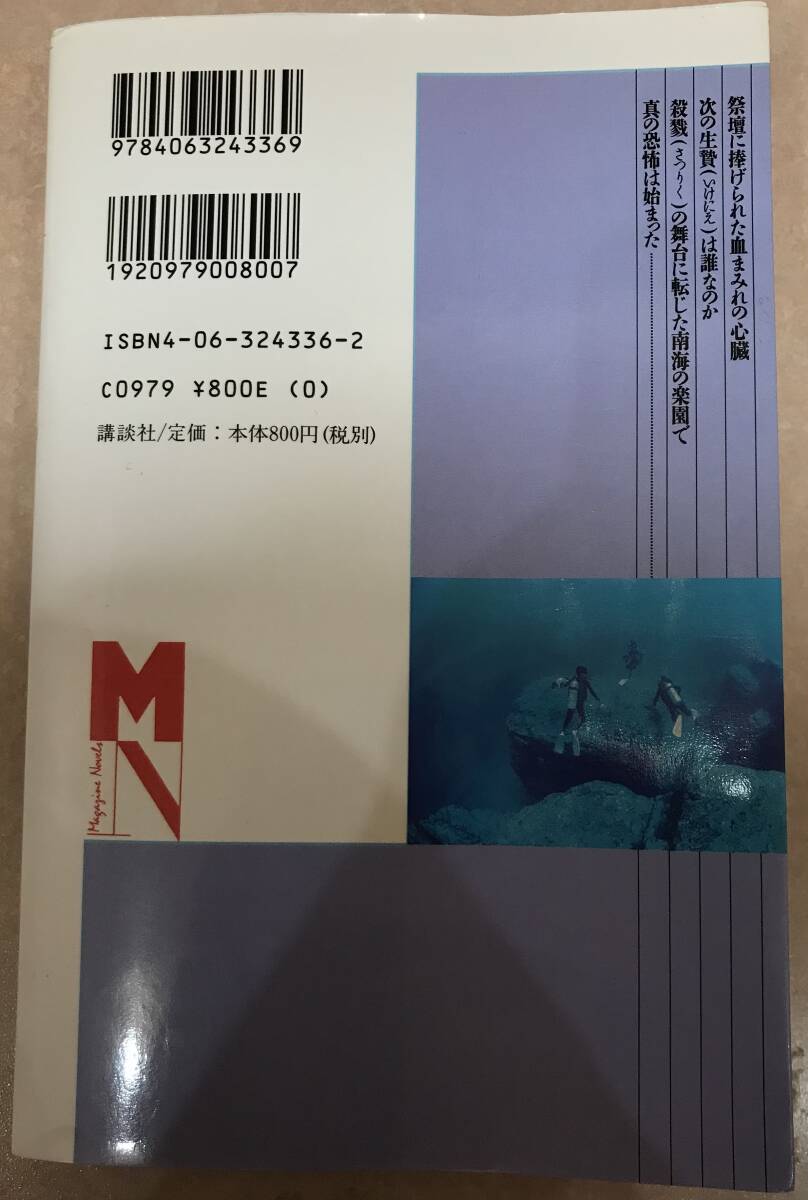 祭壇に捧げられた血まみれの心臓
次の生贄(いけにえ)は誰なのか
殺戮(さつりく)の舞台に転じた南海の楽園で
真の恐怖は始まった…………………………
9784063243369
1920979008007
ISBN4-06-324336-2
C0979 ¥800E (0)
講談社/定価:本体800円(税別)
MN
Magazine Novels